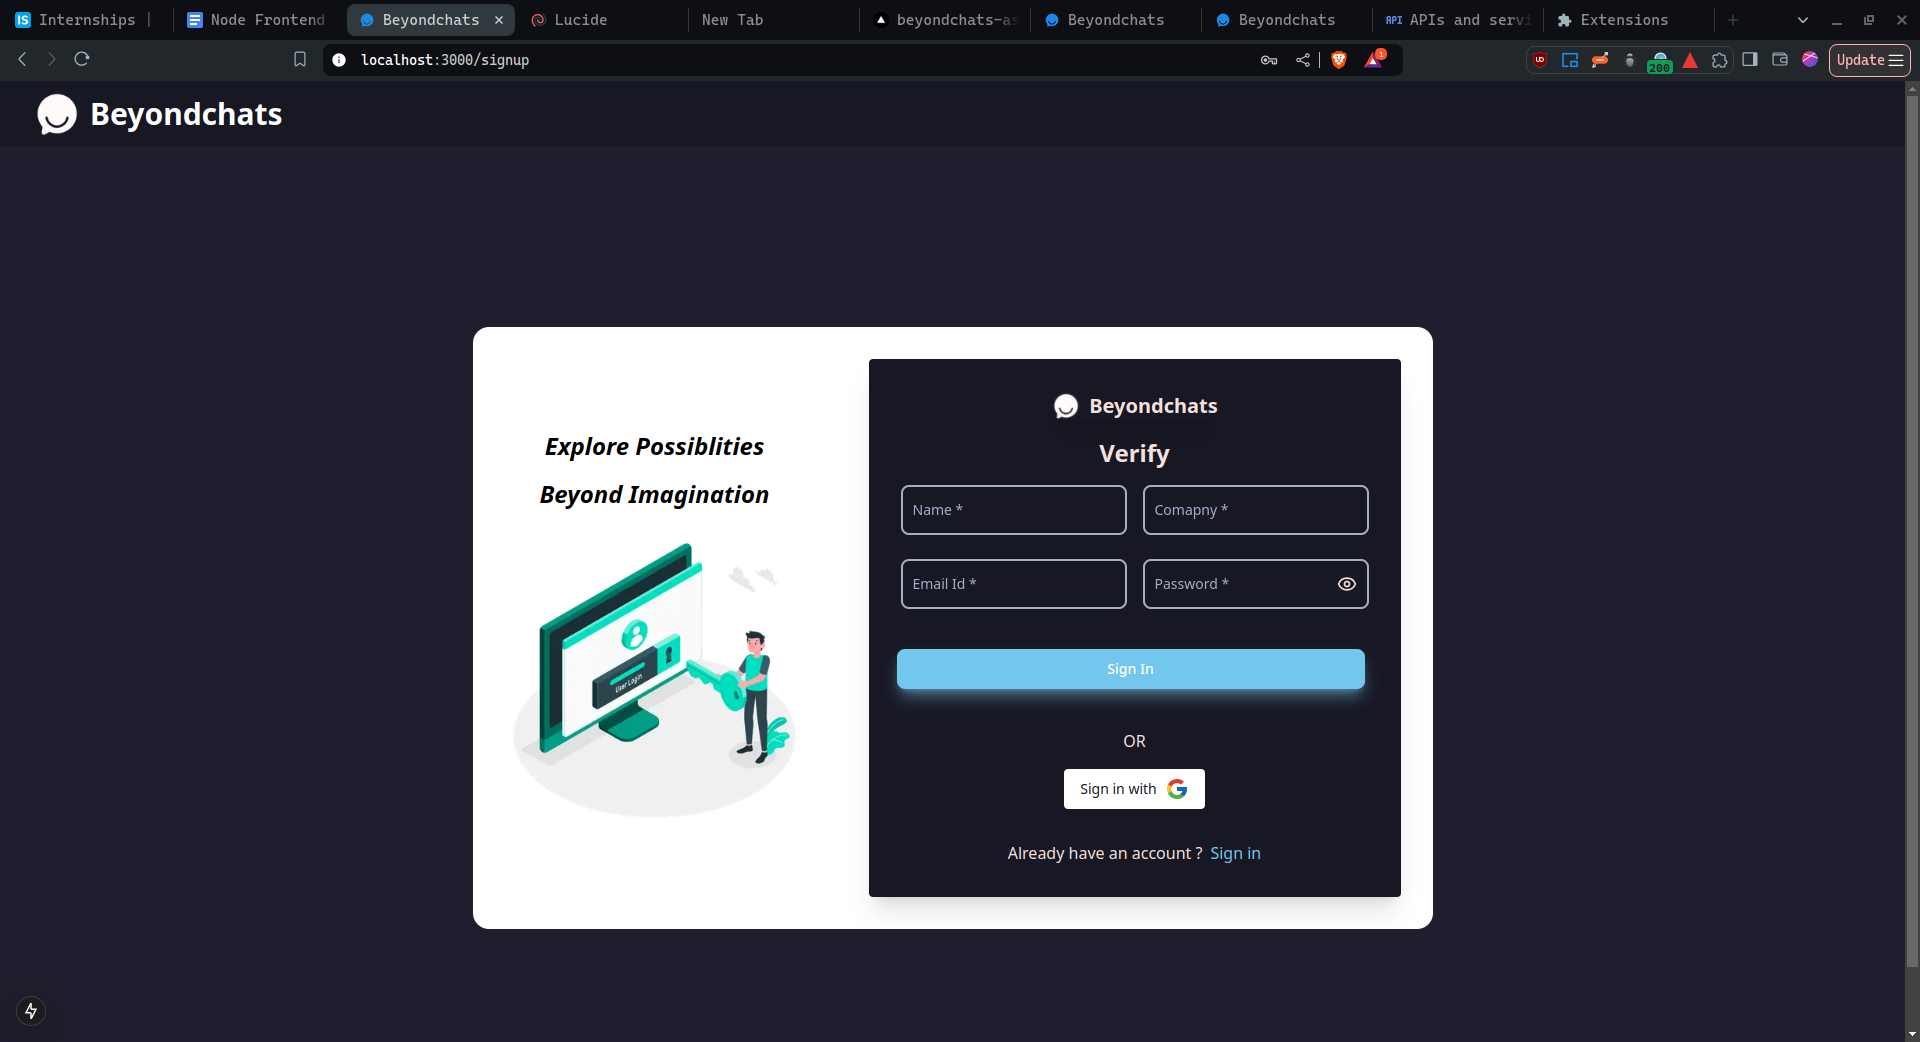 Internships |
Node Frontend
Beyondchats
Lucide
New Tab
beyondchats-as
Beyondchats
Beyondchats
API APIs and servi
Extensions
localhost:3000/signup
1
200
Update
Beyondchats
Explore Possiblities
Beyond Imagination
User Login
Beyondchats
Verify
Name *
Comapny *
Email Id *
Password *
Sign In
OR
Sign in with
Already have an account ? Sign in